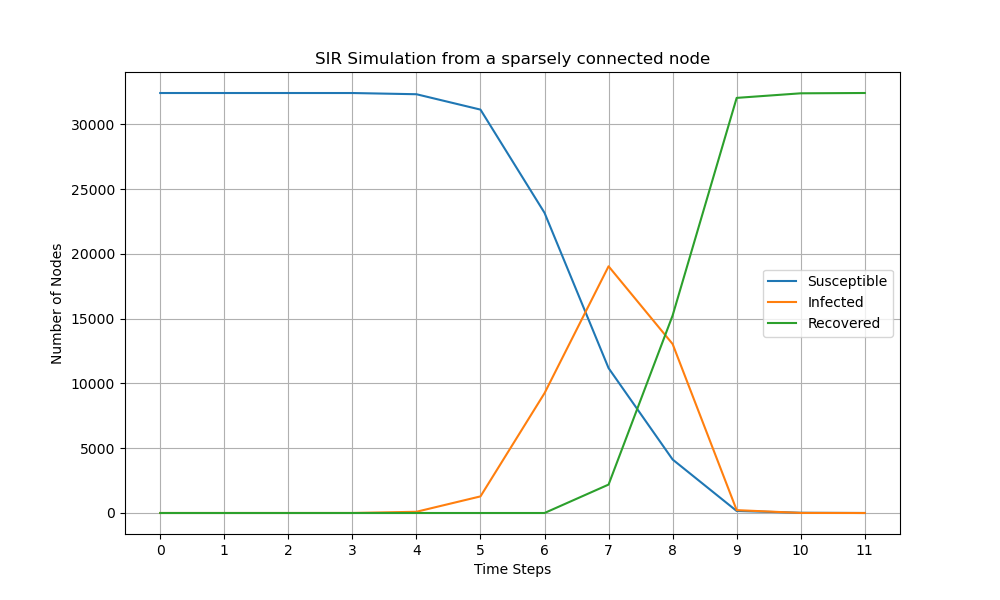 SIR Simulation from a sparsely connected node
30000
25000
20000
15000
10000
5000
0
Number of Nodes
Susceptible
Infected
Recovered
0 1 2 3 4 5 6 7 8 9 10 11
Time Steps